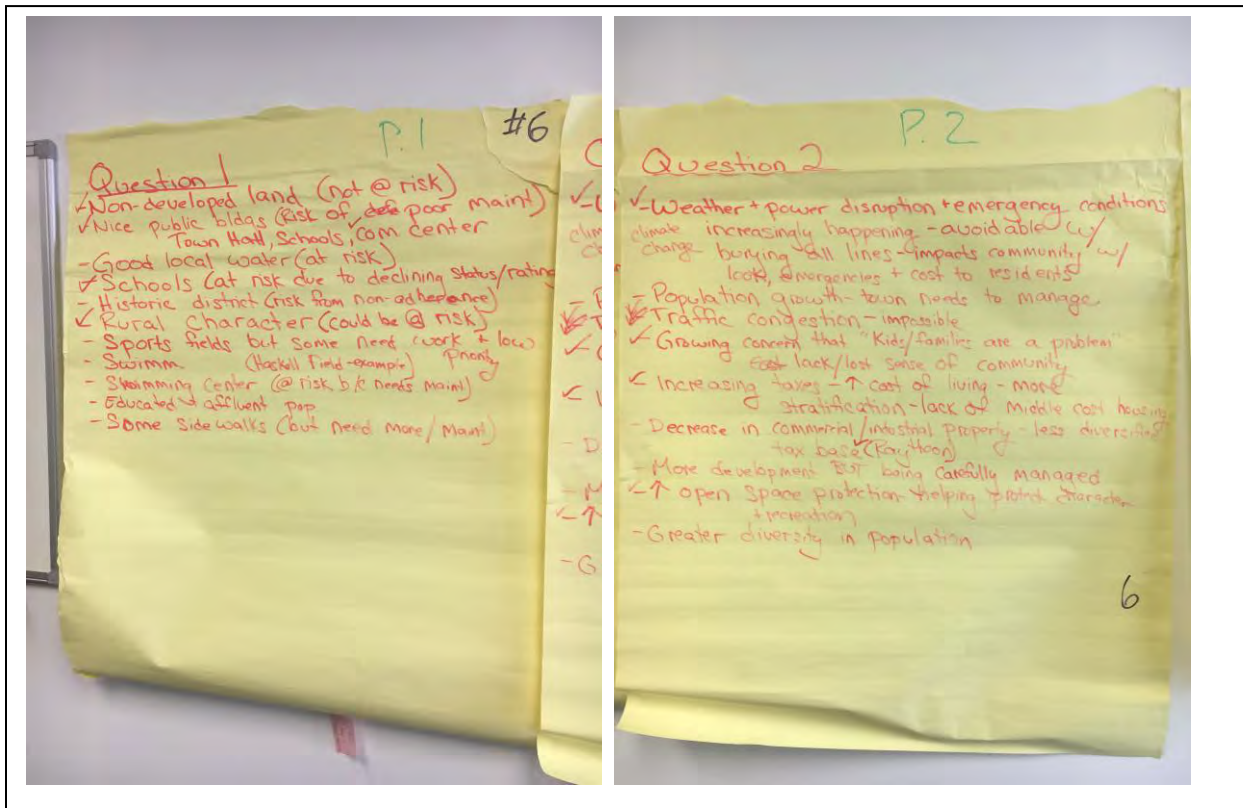 P.1
#6
Question 1
✓ Non-developed land (not @ risk)
✓ Nice public bldgs (Risk of poor maint)
Town Hall, Schools, com center
- Good local water (at risk)
✓ Schools (at risk due to declining status/rating
- Historic district (risk from non-adherence)
✓ Rural Character (could be @ risk)
- Sports fields but some need work + low
- Swimm. (Haskell Field-example) Priority
- Swimming center (@ risk b/c needs maint)
- Educated + affluent pop
- Some sidewalks (but need more/Maint)
P.2
Question 2
✓- Weather + power disruption + emergency conditions
climate increasingly happening - avoidable w/
change burying all lines - impacts community w/
look, emergencies + cost to residents
- Population growth - town needs to manage
Traffic congestion - impossible
✓ - Growing concern that "Kids/families are a problem"
lack/lost sense of community
✓ Increasing taxes - ↑ cost of living - more
stratification - lack of middle cost housing
- Decrease in commercial/intustrial property - less diversified
tax base (Raytheon)
- More development BUT being carefully managed
✓- ↑ open space protection - helping protect character
+ recreation
- Greater diversity in population
6